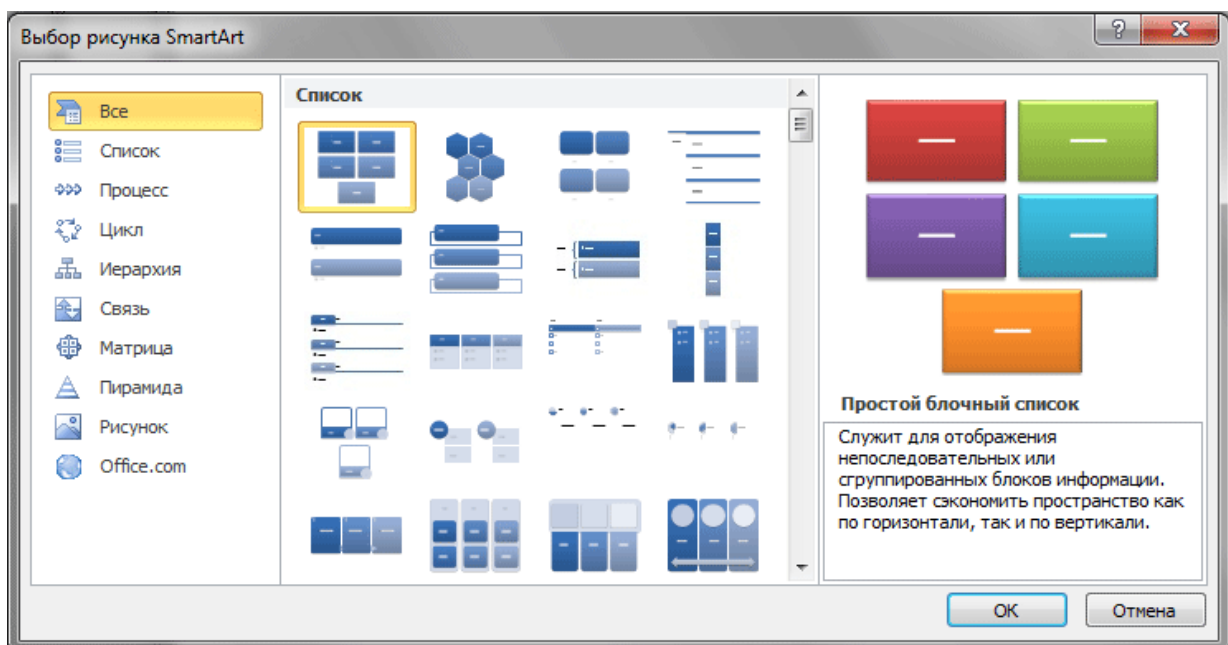 Выбор рисунка SmartArt
Все
Список
Процесс
Цикл
Иерархия
Связь
Матрица
Пирамида
Рисунок
Office.com
Список
Простой блочный список
Служит для отображения
непоследовательных или
сгруппированных блоков информации.
Позволяет сэкономить пространство как
по горизонтали, так и по вертикали.
ОК
Отмена